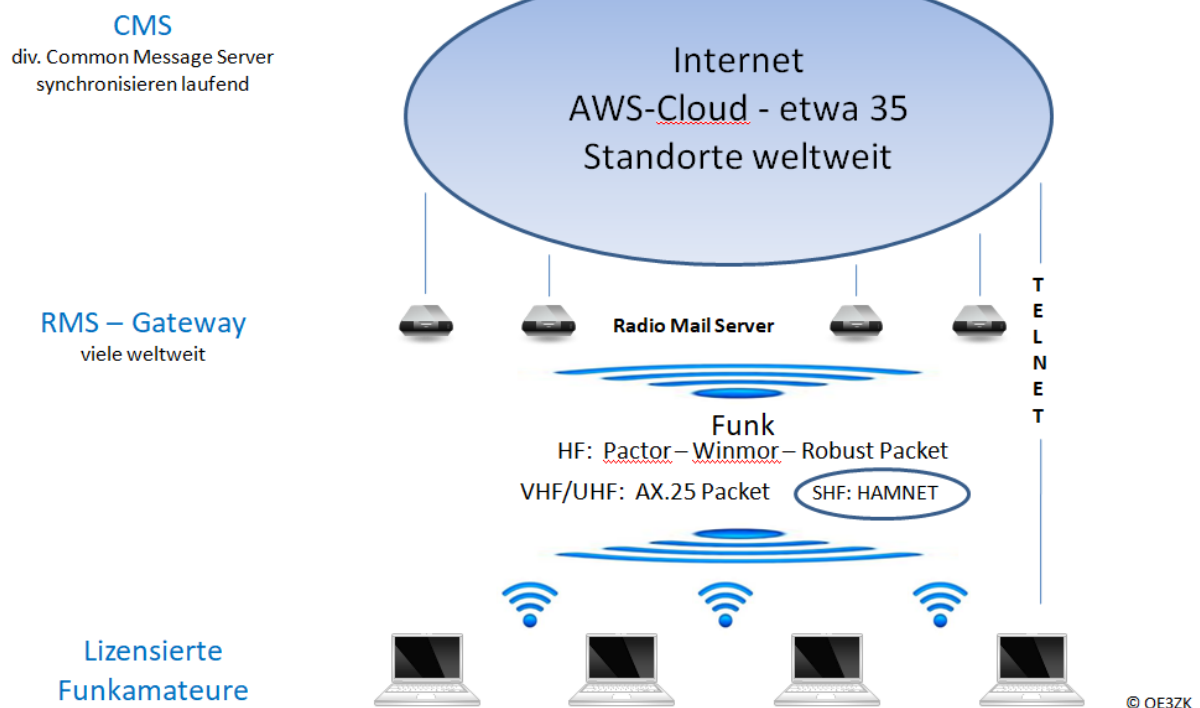 CMS
div. Common Message Server
synchronisieren laufend
Internet
AWS-Cloud - etwa 35
Standorte weltweit
RMS – Gateway
viele weltweit
Radio Mail Server
TELNET
Funk
HF: Pactor – Winmor – Robust Packet
VHF/UHF: AX.25 Packet
SHF: HAMNET
Lizensierte
Funkamateure
© OE3ZK